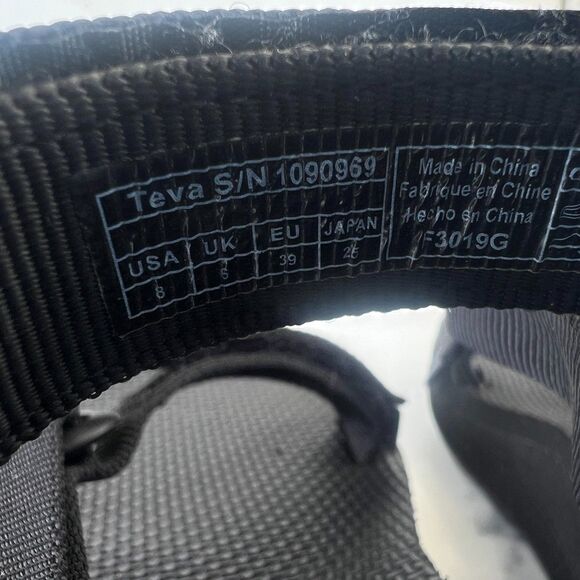 Teva S/N 1090969
USA UK EU JAPAN
8 6 39 25
Made in China
Fabrique en Chine
Hecho en China
F3019G